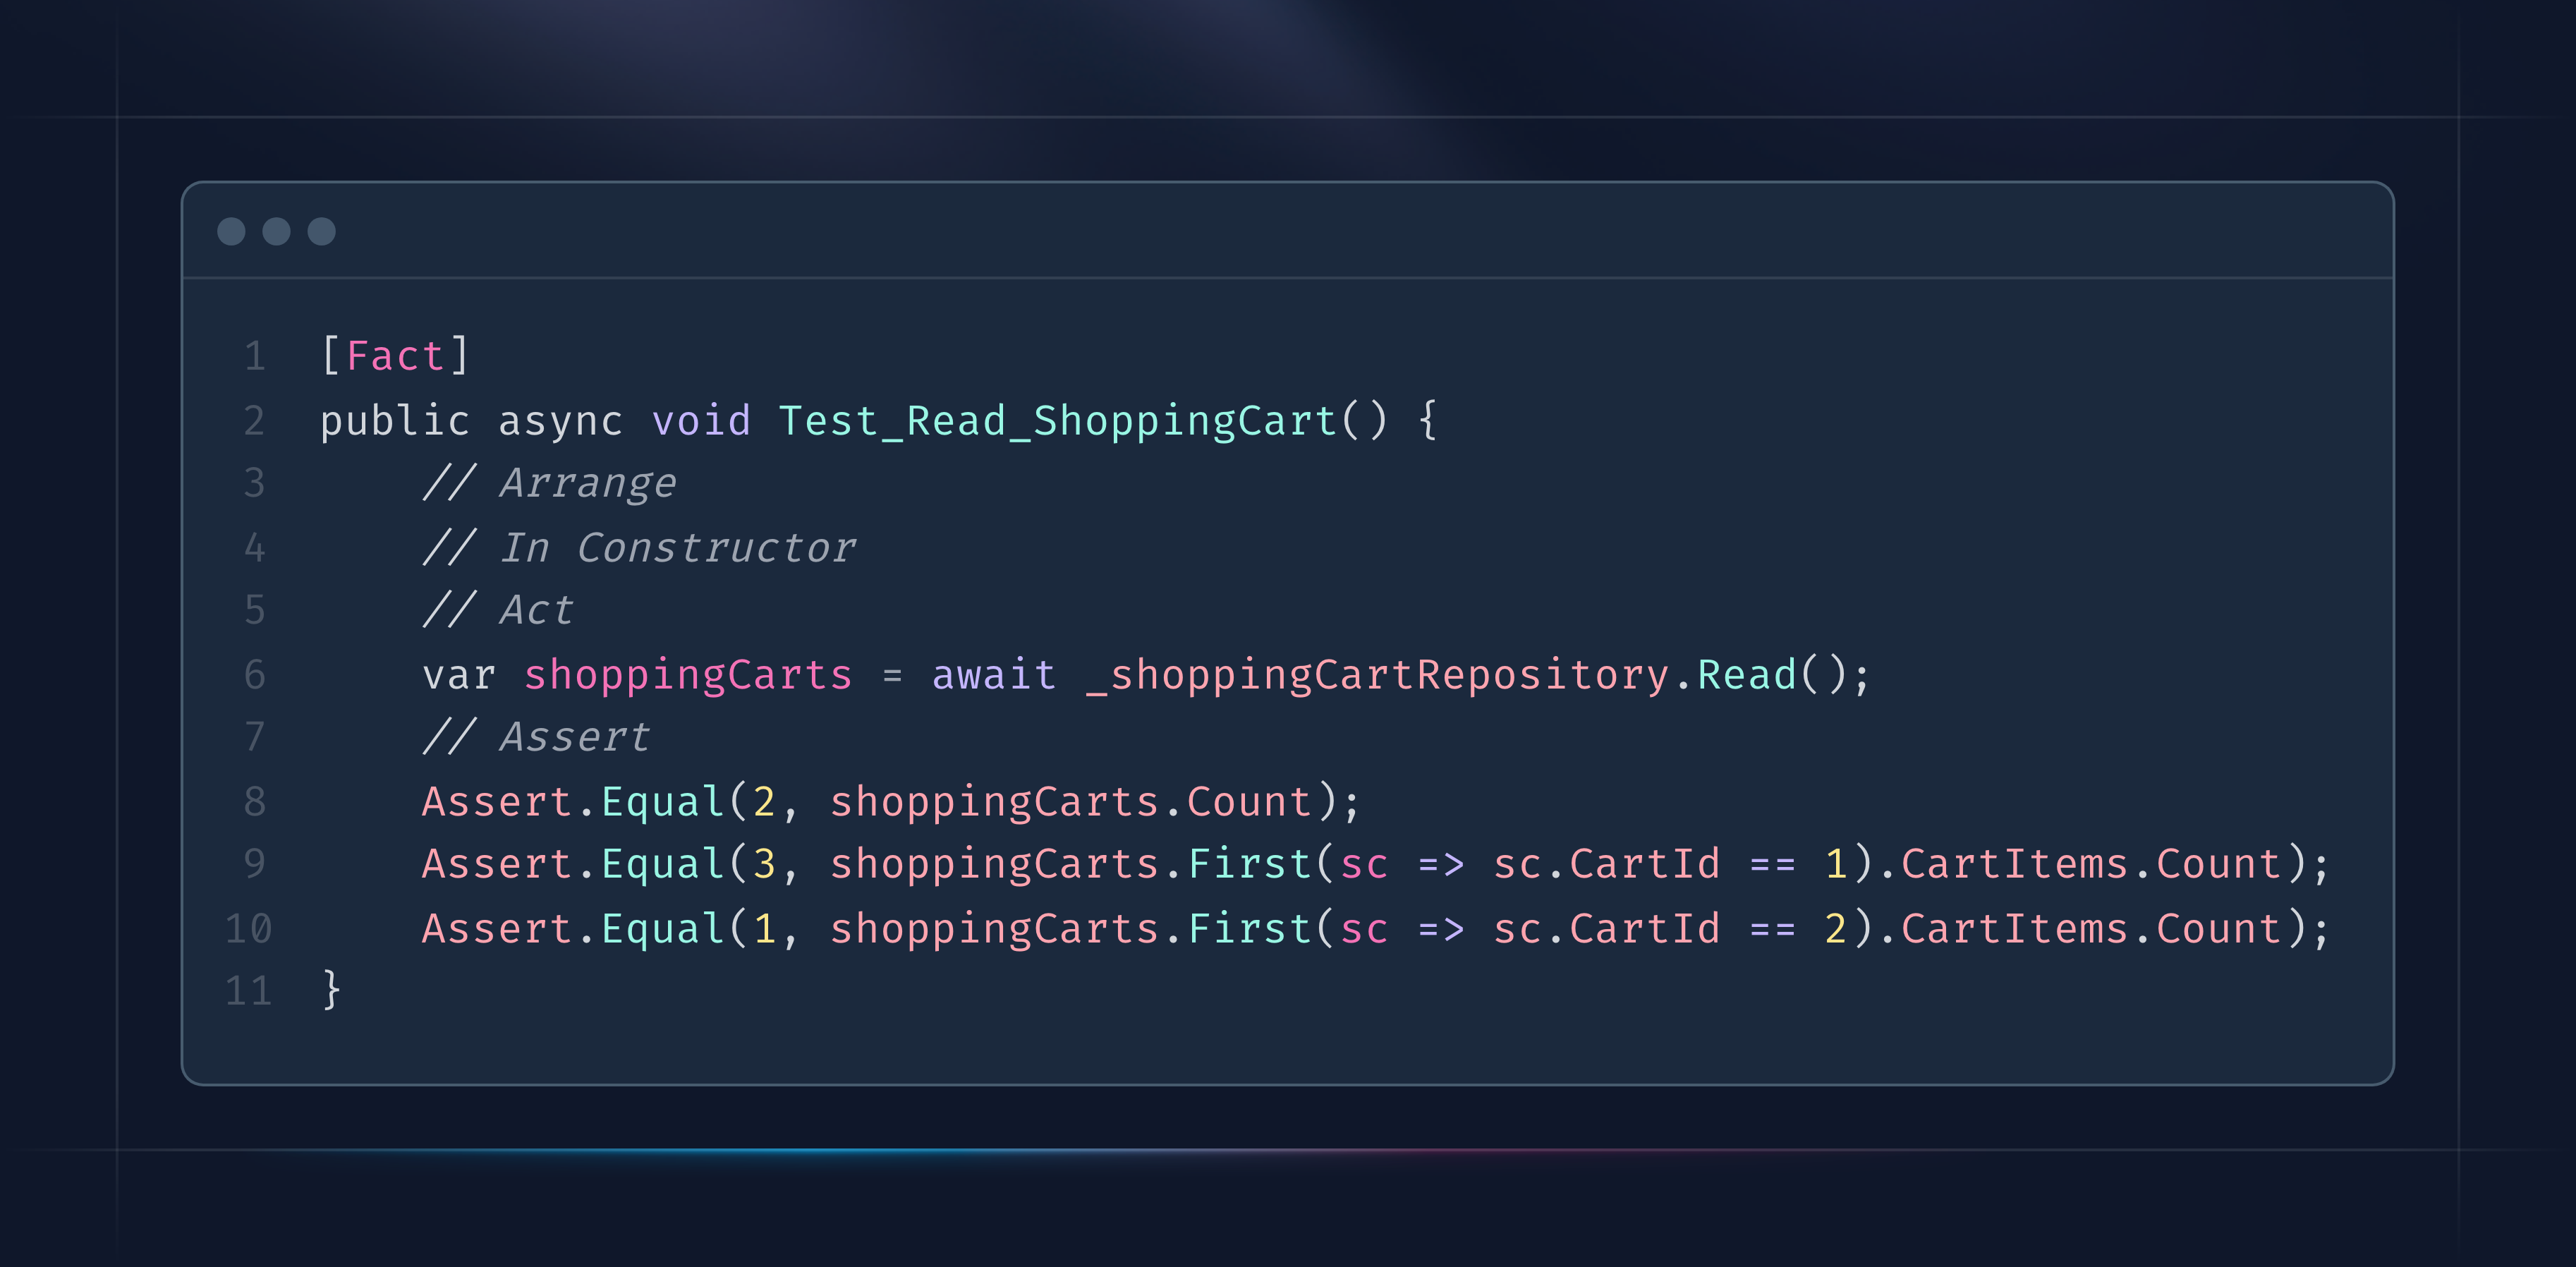 1 [Fact]
2 public async void Test_Read_ShoppingCart() {
3     // Arrange
4     // In Constructor
5     // Act
6     var shoppingCarts = await _shoppingCartRepository.Read();
7     // Assert
8     Assert.Equal(2, shoppingCarts.Count);
9     Assert.Equal(3, shoppingCarts.First(sc => sc.CartId == 1).CartItems.Count);
10     Assert.Equal(1, shoppingCarts.First(sc => sc.CartId == 2).CartItems.Count);
11 }